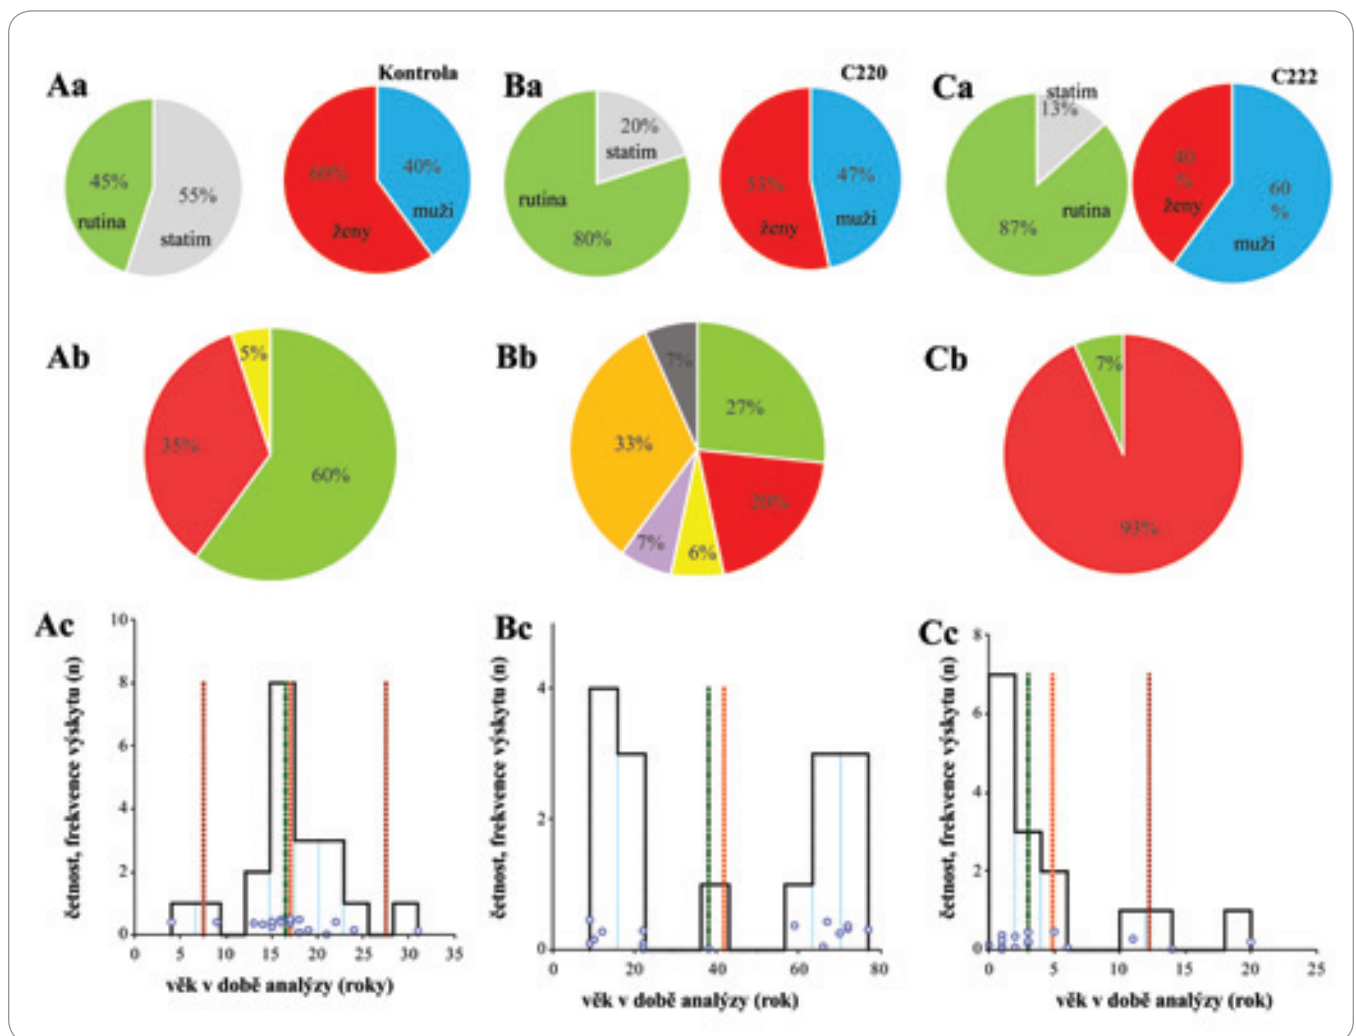 Aa
Kontrola
45%
rutina
55%
statim
60%
ženy
40%
muži
Ba
C220
20%
statim
rutina
80%
53%
ženy
47%
muži
Ca
C222
statim
13%
rutina
87%
40
%
ženy
60
%
muži
Ab
5%
35%
60%
Bb
7%
27%
33%
20%
7%
6%
Cb
7%
93%
Ac
četnost, frekvence výskytu (n)
10
8
6
4
2
0
0 5 10 15 20 25 30 35
věk v době analýzy (roky)
Bc
četnost, frekvence výskytu (n)
4
2
0
0 20 40 60 80
věk v době analýzy (rok)
Cc
četnost, frekvence výskytu (n)
8
6
4
2
0
0 5 10 15 20 25
věk v době analýzy (rok)